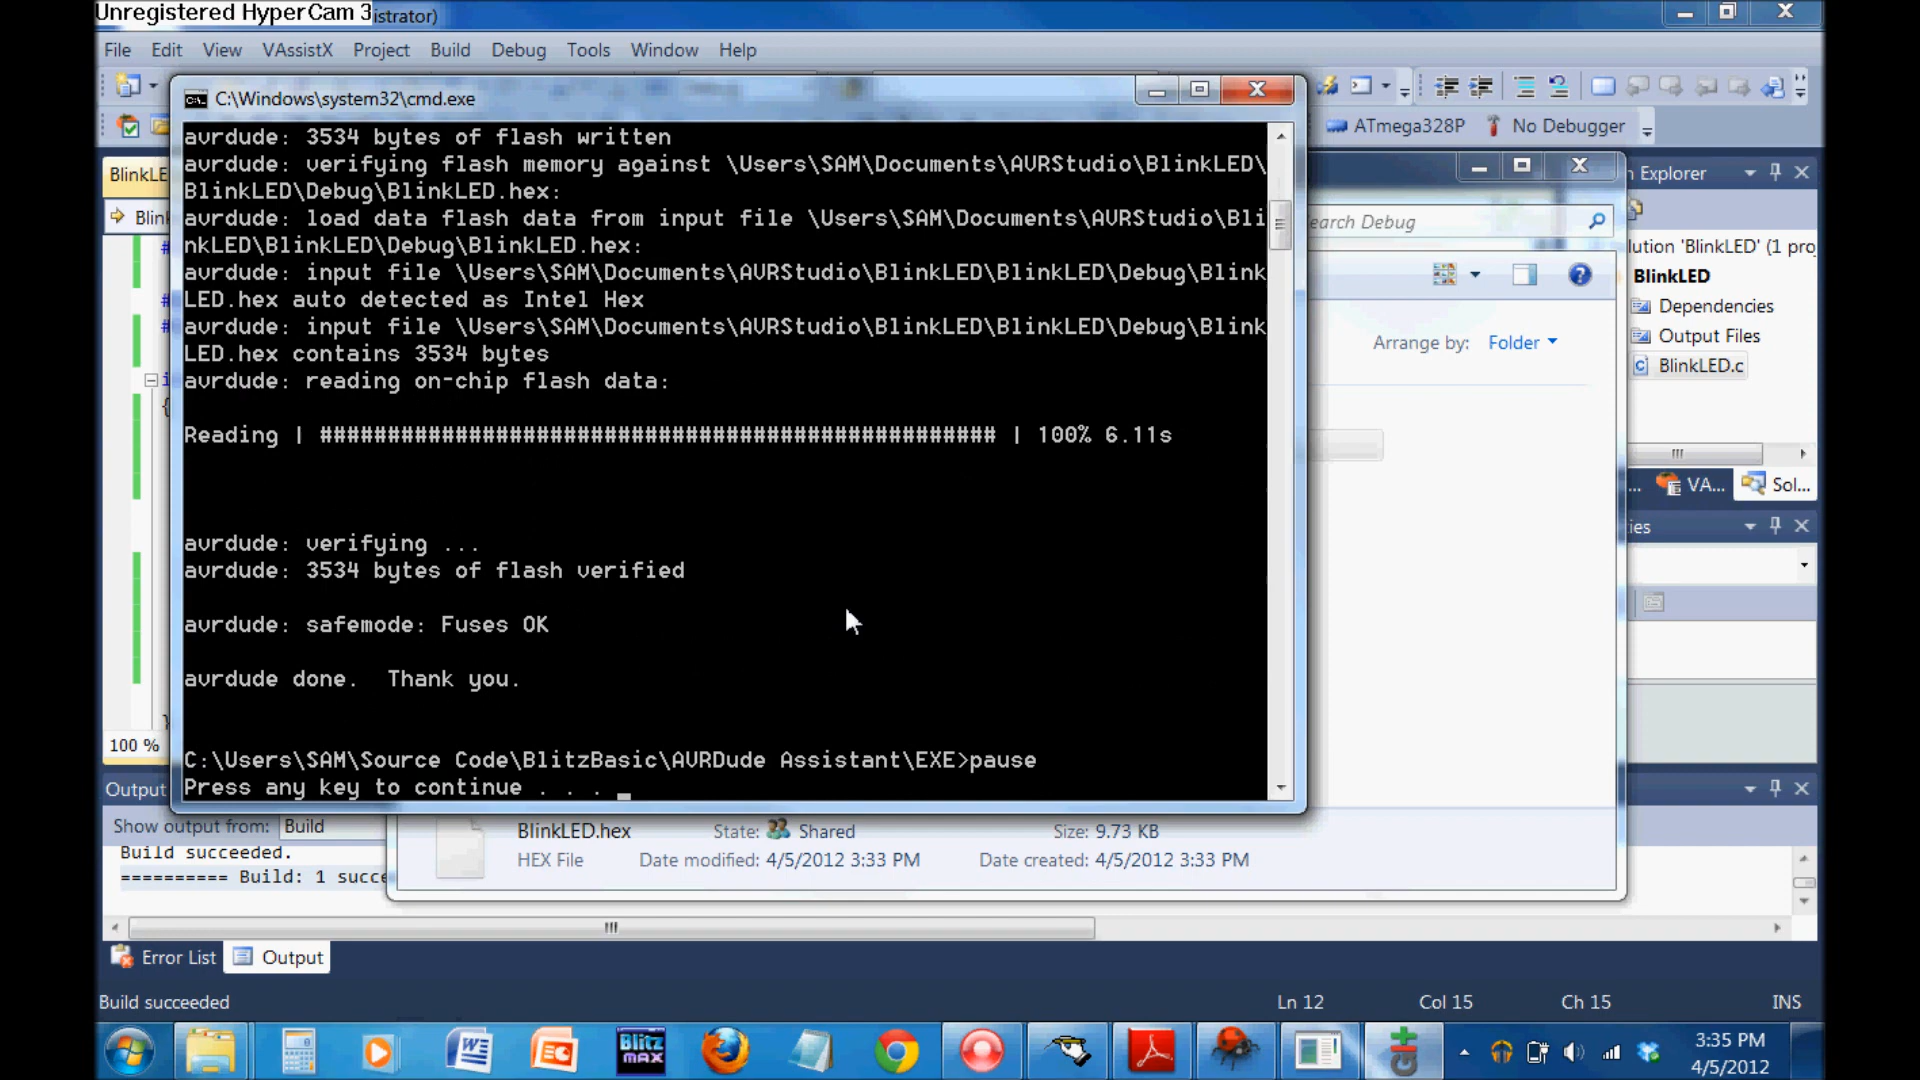 Unregistered HyperCam 3
istrator)
File Edit View VAssistX Project Build Debug Tools Window Help
C:\Windows\system32\cmd.exe
ATmega328P No Debugger
avrdude: 3534 bytes of flash written
avrdude: verifying flash memory against \Users\SAM\Documents\AVRStudio\BlinkLED\
BlinkLED\Debug\BlinkLED.hex:
avrdude: load data flash data from input file \Users\SAM\Documents\AVRStudio\Bli
nkLED\BlinkLED\Debug\BlinkLED.hex:
avrdude: input file \Users\SAM\Documents\AVRStudio\BlinkLED\BlinkLED\Debug\Blink
LED.hex auto detected as Intel Hex
avrdude: input file \Users\SAM\Documents\AVRStudio\BlinkLED\BlinkLED\Debug\Blink
LED.hex contains 3534 bytes
avrdude: reading on-chip flash data:
Reading | ################################################## | 100% 6.11s
avrdude: verifying ...
avrdude: 3534 bytes of flash verified
avrdude: safemode: Fuses OK
avrdude done.  Thank you.
C:\Users\SAM\Source Code\BlitzBasic\AVRDude Assistant\EXE>pause
Press any key to continue . . .
BlinkLE
Blin
#
#
#
i
{
}
100 %
earch Debug
Arrange by: Folder
n Explorer
lution 'BlinkLED' (1 proj
BlinkLED
Dependencies
Output Files
BlinkLED.c
... VA... Sol...
ies
Output
Show output from: Build
Build succeeded.
========== Build: 1 succe
BlinkLED.hex State: Shared Size: 9.73 KB
HEX File Date modified: 4/5/2012 3:33 PM Date created: 4/5/2012 3:33 PM
Error List Output
Build succeeded Ln 12 Col 15 Ch 15 INS
Blitz
MAX
3:35 PM
4/5/2012